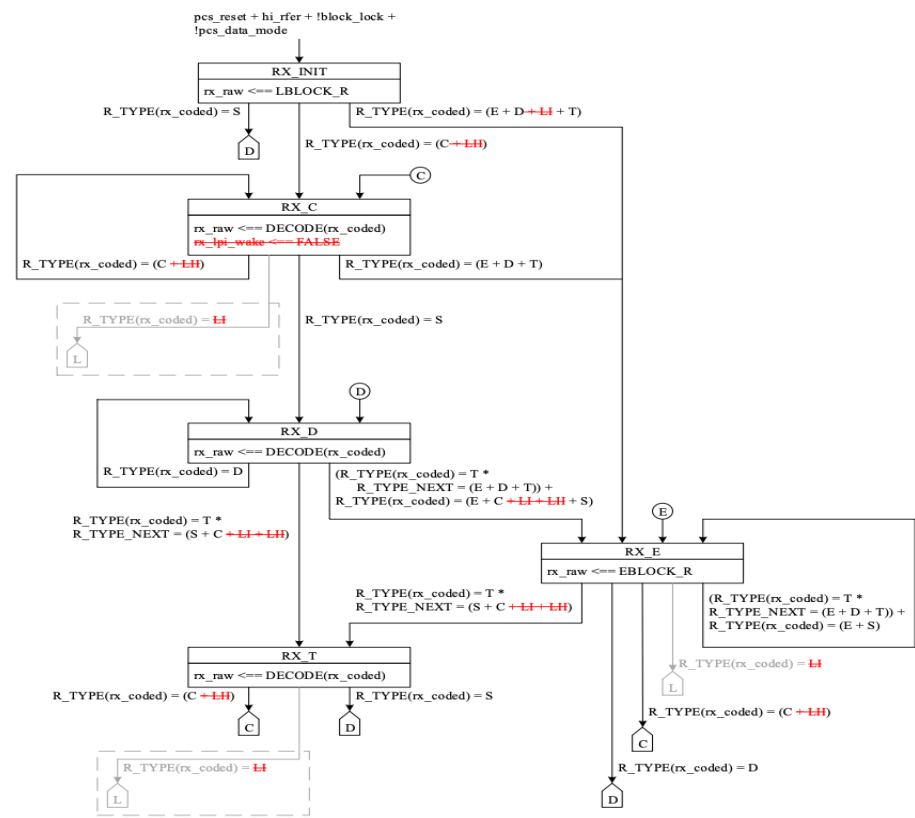 pcs_reset + hi_rfer + !block_lock +
!pcs_data_mode
RX_INIT
rx_raw <== LBLOCK_R
R_TYPE(rx_coded) = S
R_TYPE(rx_coded) = (E + D + LI + T)
D
R_TYPE(rx_coded) = (C + LH)
C
RX_C
rx_raw <== DECODE(rx_coded)
rx_lpi_wake <== FALSE
R_TYPE(rx_coded) = (C + LH)
R_TYPE(rx_coded) = (E + D + T)
R_TYPE(rx_coded) = LI
R_TYPE(rx_coded) = S
L
D
RX_D
rx_raw <== DECODE(rx_coded)
R_TYPE(rx_coded) = D
(R_TYPE(rx_coded) = T *
R_TYPE_NEXT = (E + D + T)) +
R_TYPE(rx_coded) = (E + C + LI + LH + S)
R_TYPE(rx_coded) = T *
R_TYPE_NEXT = (S + C + LI + LH)
E
RX_E
rx_raw <== EBLOCK_R
R_TYPE(rx_coded) = T *
R_TYPE_NEXT = (S + C + LI + LH)
(R_TYPE(rx_coded) = T *
R_TYPE_NEXT = (E + D + T)) +
R_TYPE(rx_coded) = (E + S)
RX_T
rx_raw <== DECODE(rx_coded)
R_TYPE(rx_coded) = LI
L
R_TYPE(rx_coded) = (C + LH)
R_TYPE(rx_coded) = S
C
D
R_TYPE(rx_coded) = (C + LH)
C
R_TYPE(rx_coded) = LI
L
R_TYPE(rx_coded) = D
D